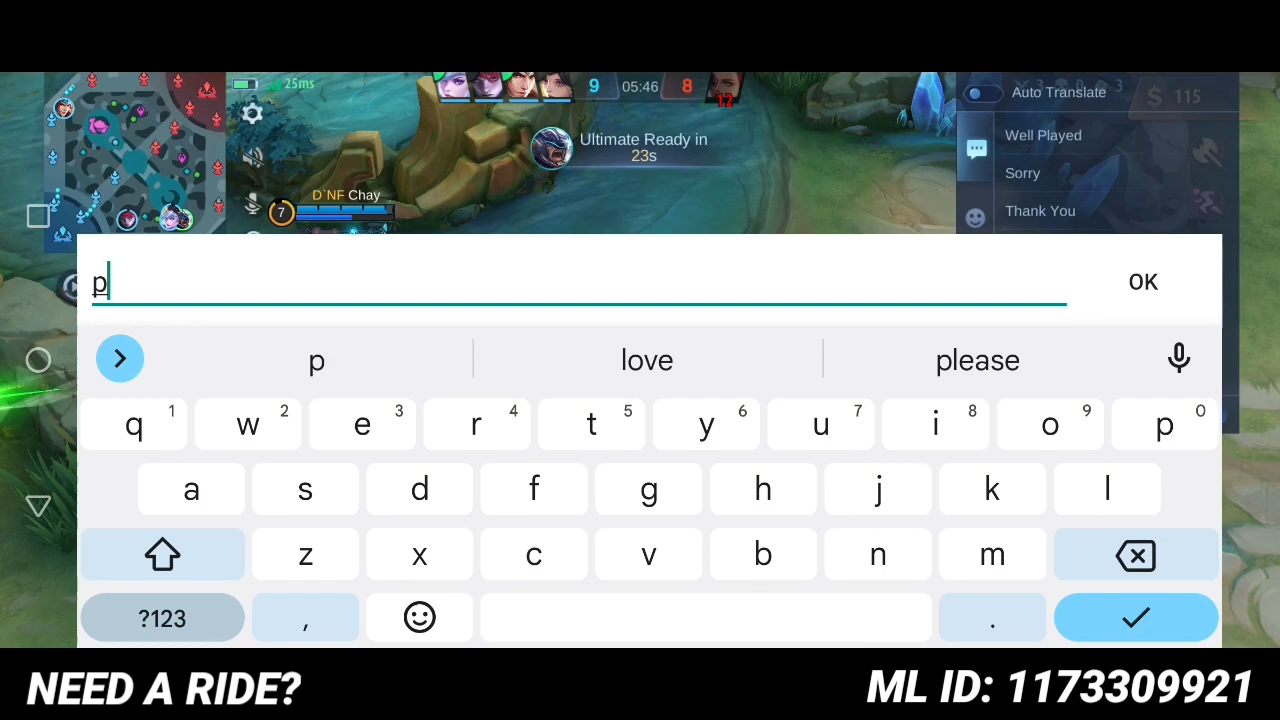 25ms
9 05:46 8
12
Auto Translate
$ 115
Ultimate Ready in
23s
Well Played
Sorry
Thank You
D`NF Chay
7
p
OK
p love please
q 1 w 2 e 3 r 4 t 5 y 6 u 7 i 8 o 9 p 0
a s d f g h j k l
z x c v b n m
?123 , .
NEED A RIDE? ML ID: 1173309921